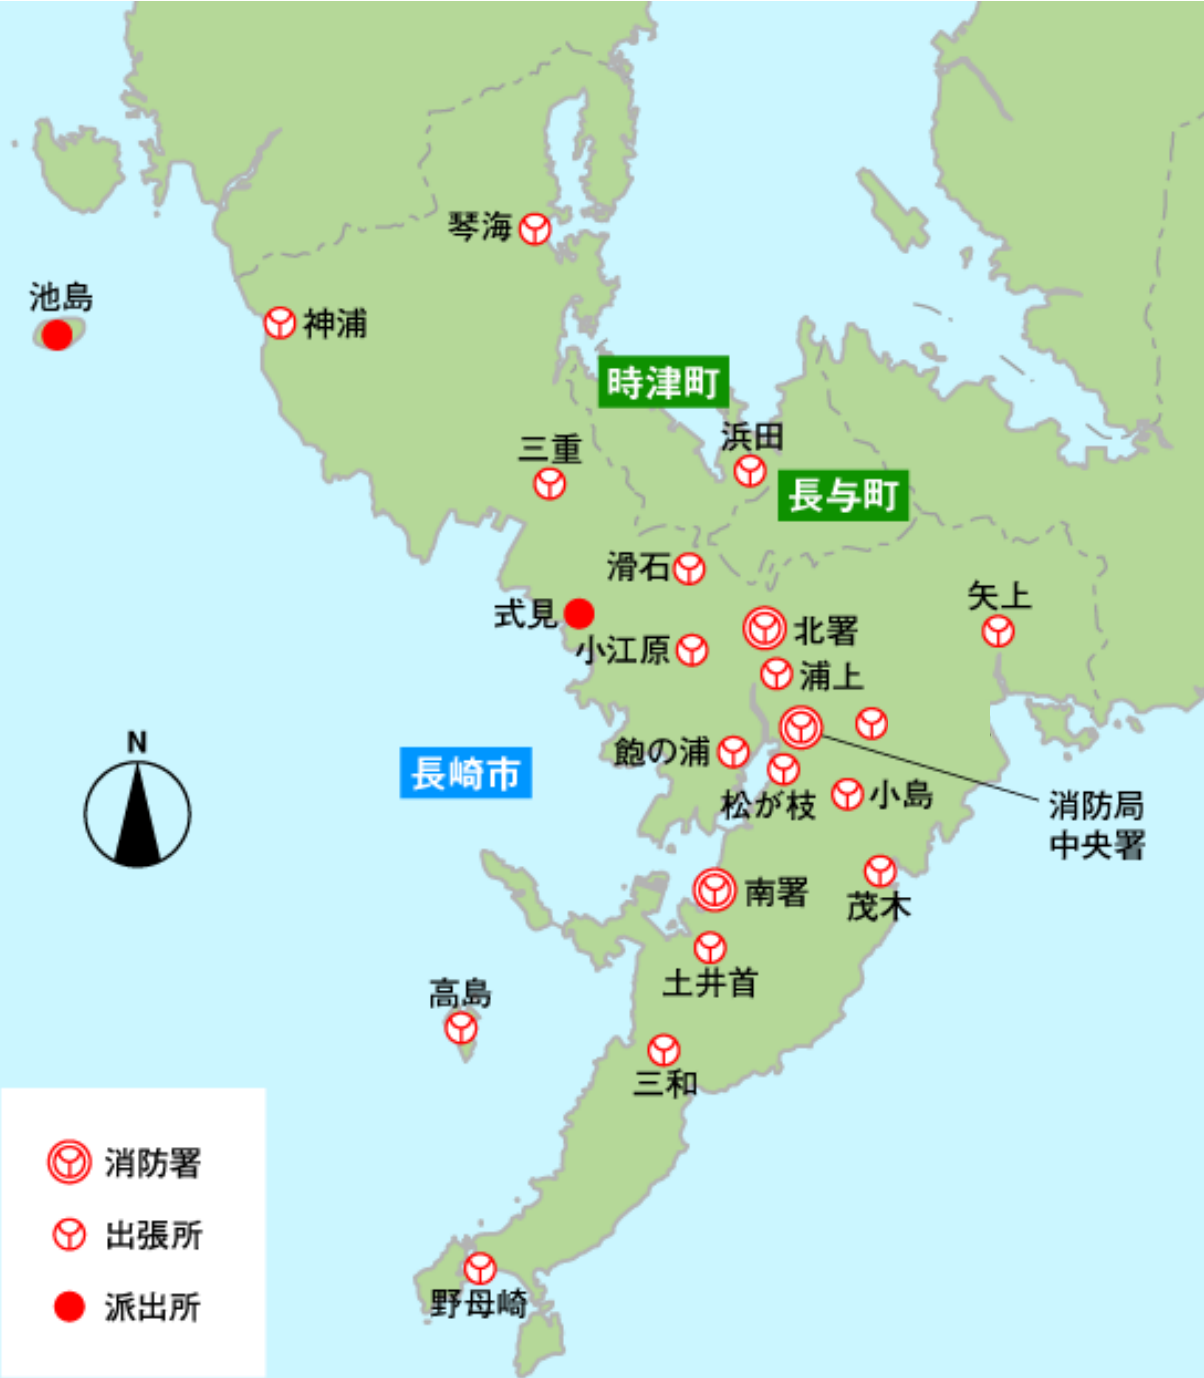 琴海
池島
神浦
時津町
浜田
三重
長与町
滑石
矢上
式見
北署
小江原
浦上
飽の浦
N
長崎市
松が枝
小島
消防局
中央署
南署
茂木
土井首
高島
三和
消防署
出張所
派出所
野母崎